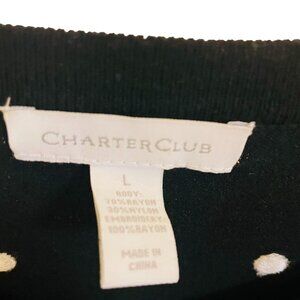 CHARTER CLUB
L
BODY:
70%RAYON
30%NYLON
EMBROIDERY
100%RAYON
MADE IN
CHINA